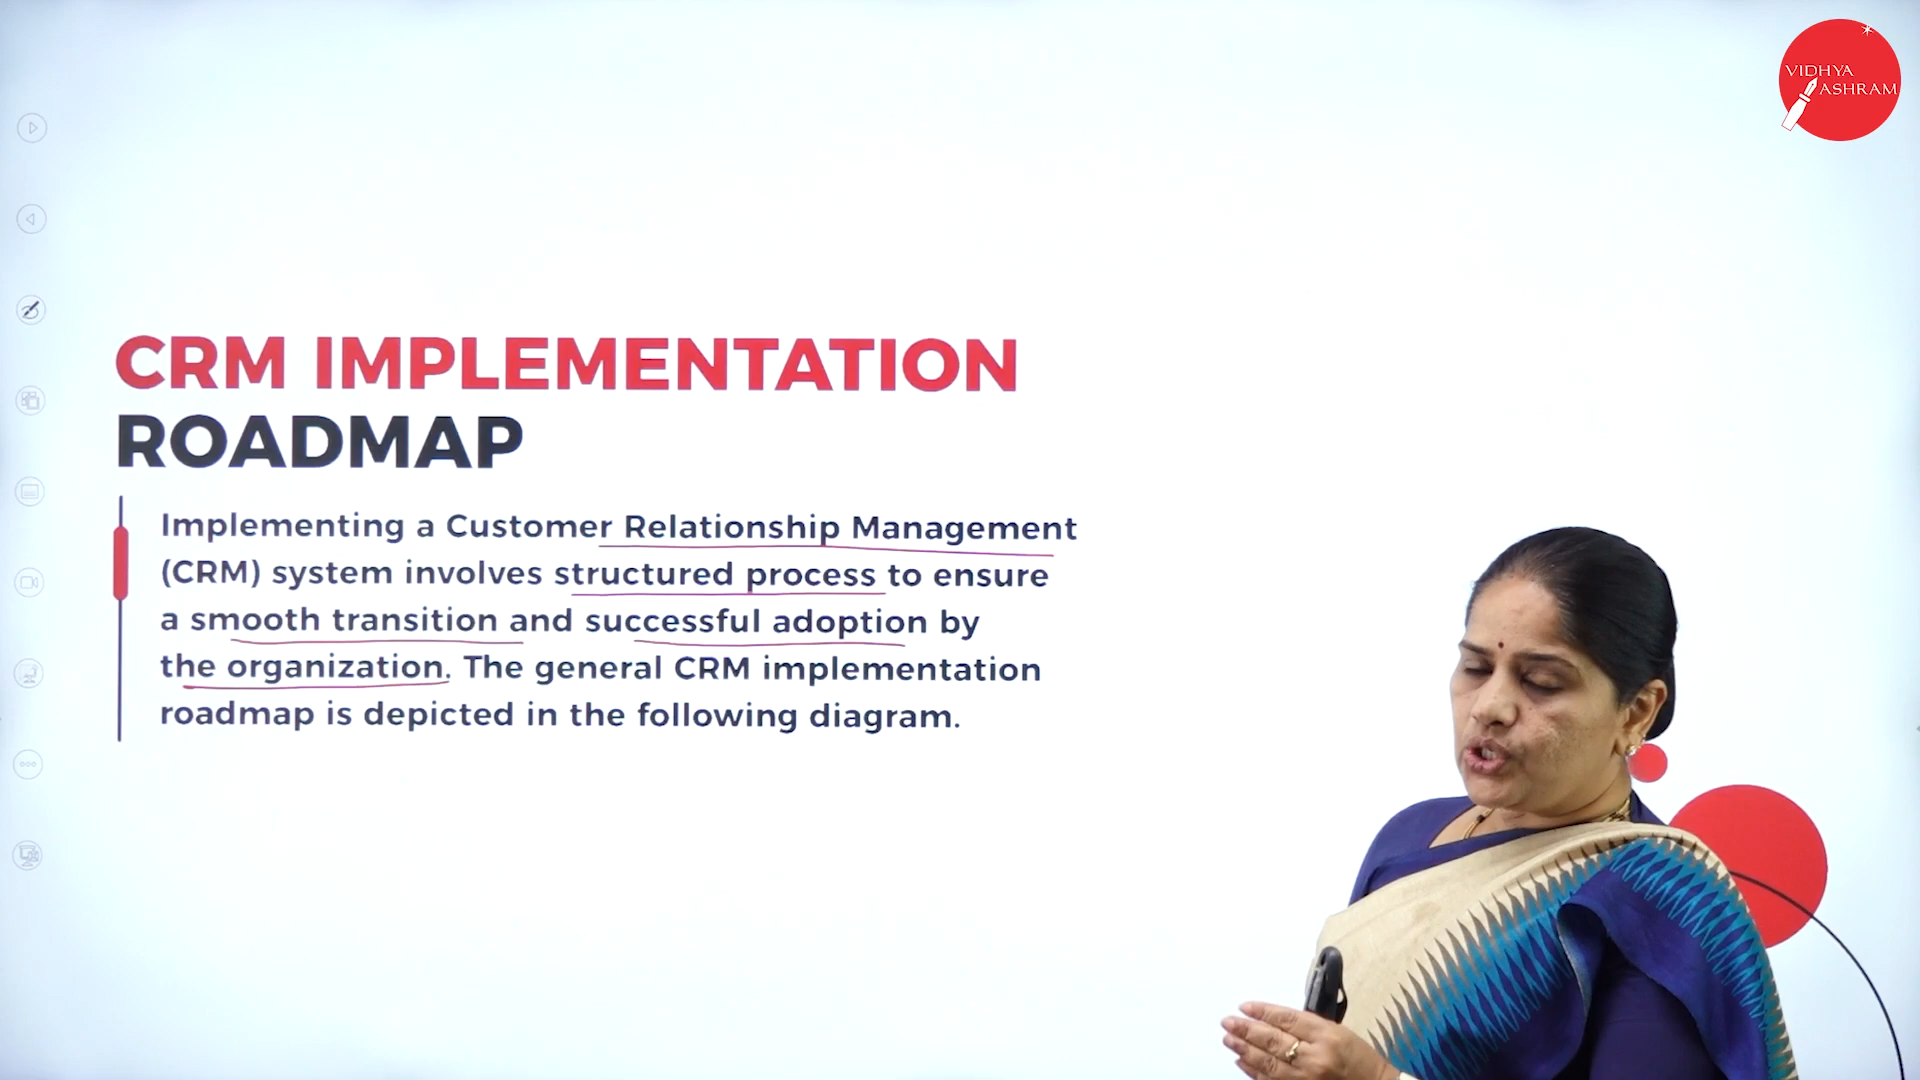 VIDHYA
ASHRAM
CRM IMPLEMENTATION
ROADMAP
Implementing a Customer Relationship Management
(CRM) system involves structured process to ensure
a smooth transition and successful adoption by
the organization. The general CRM implementation
roadmap is depicted in the following diagram.